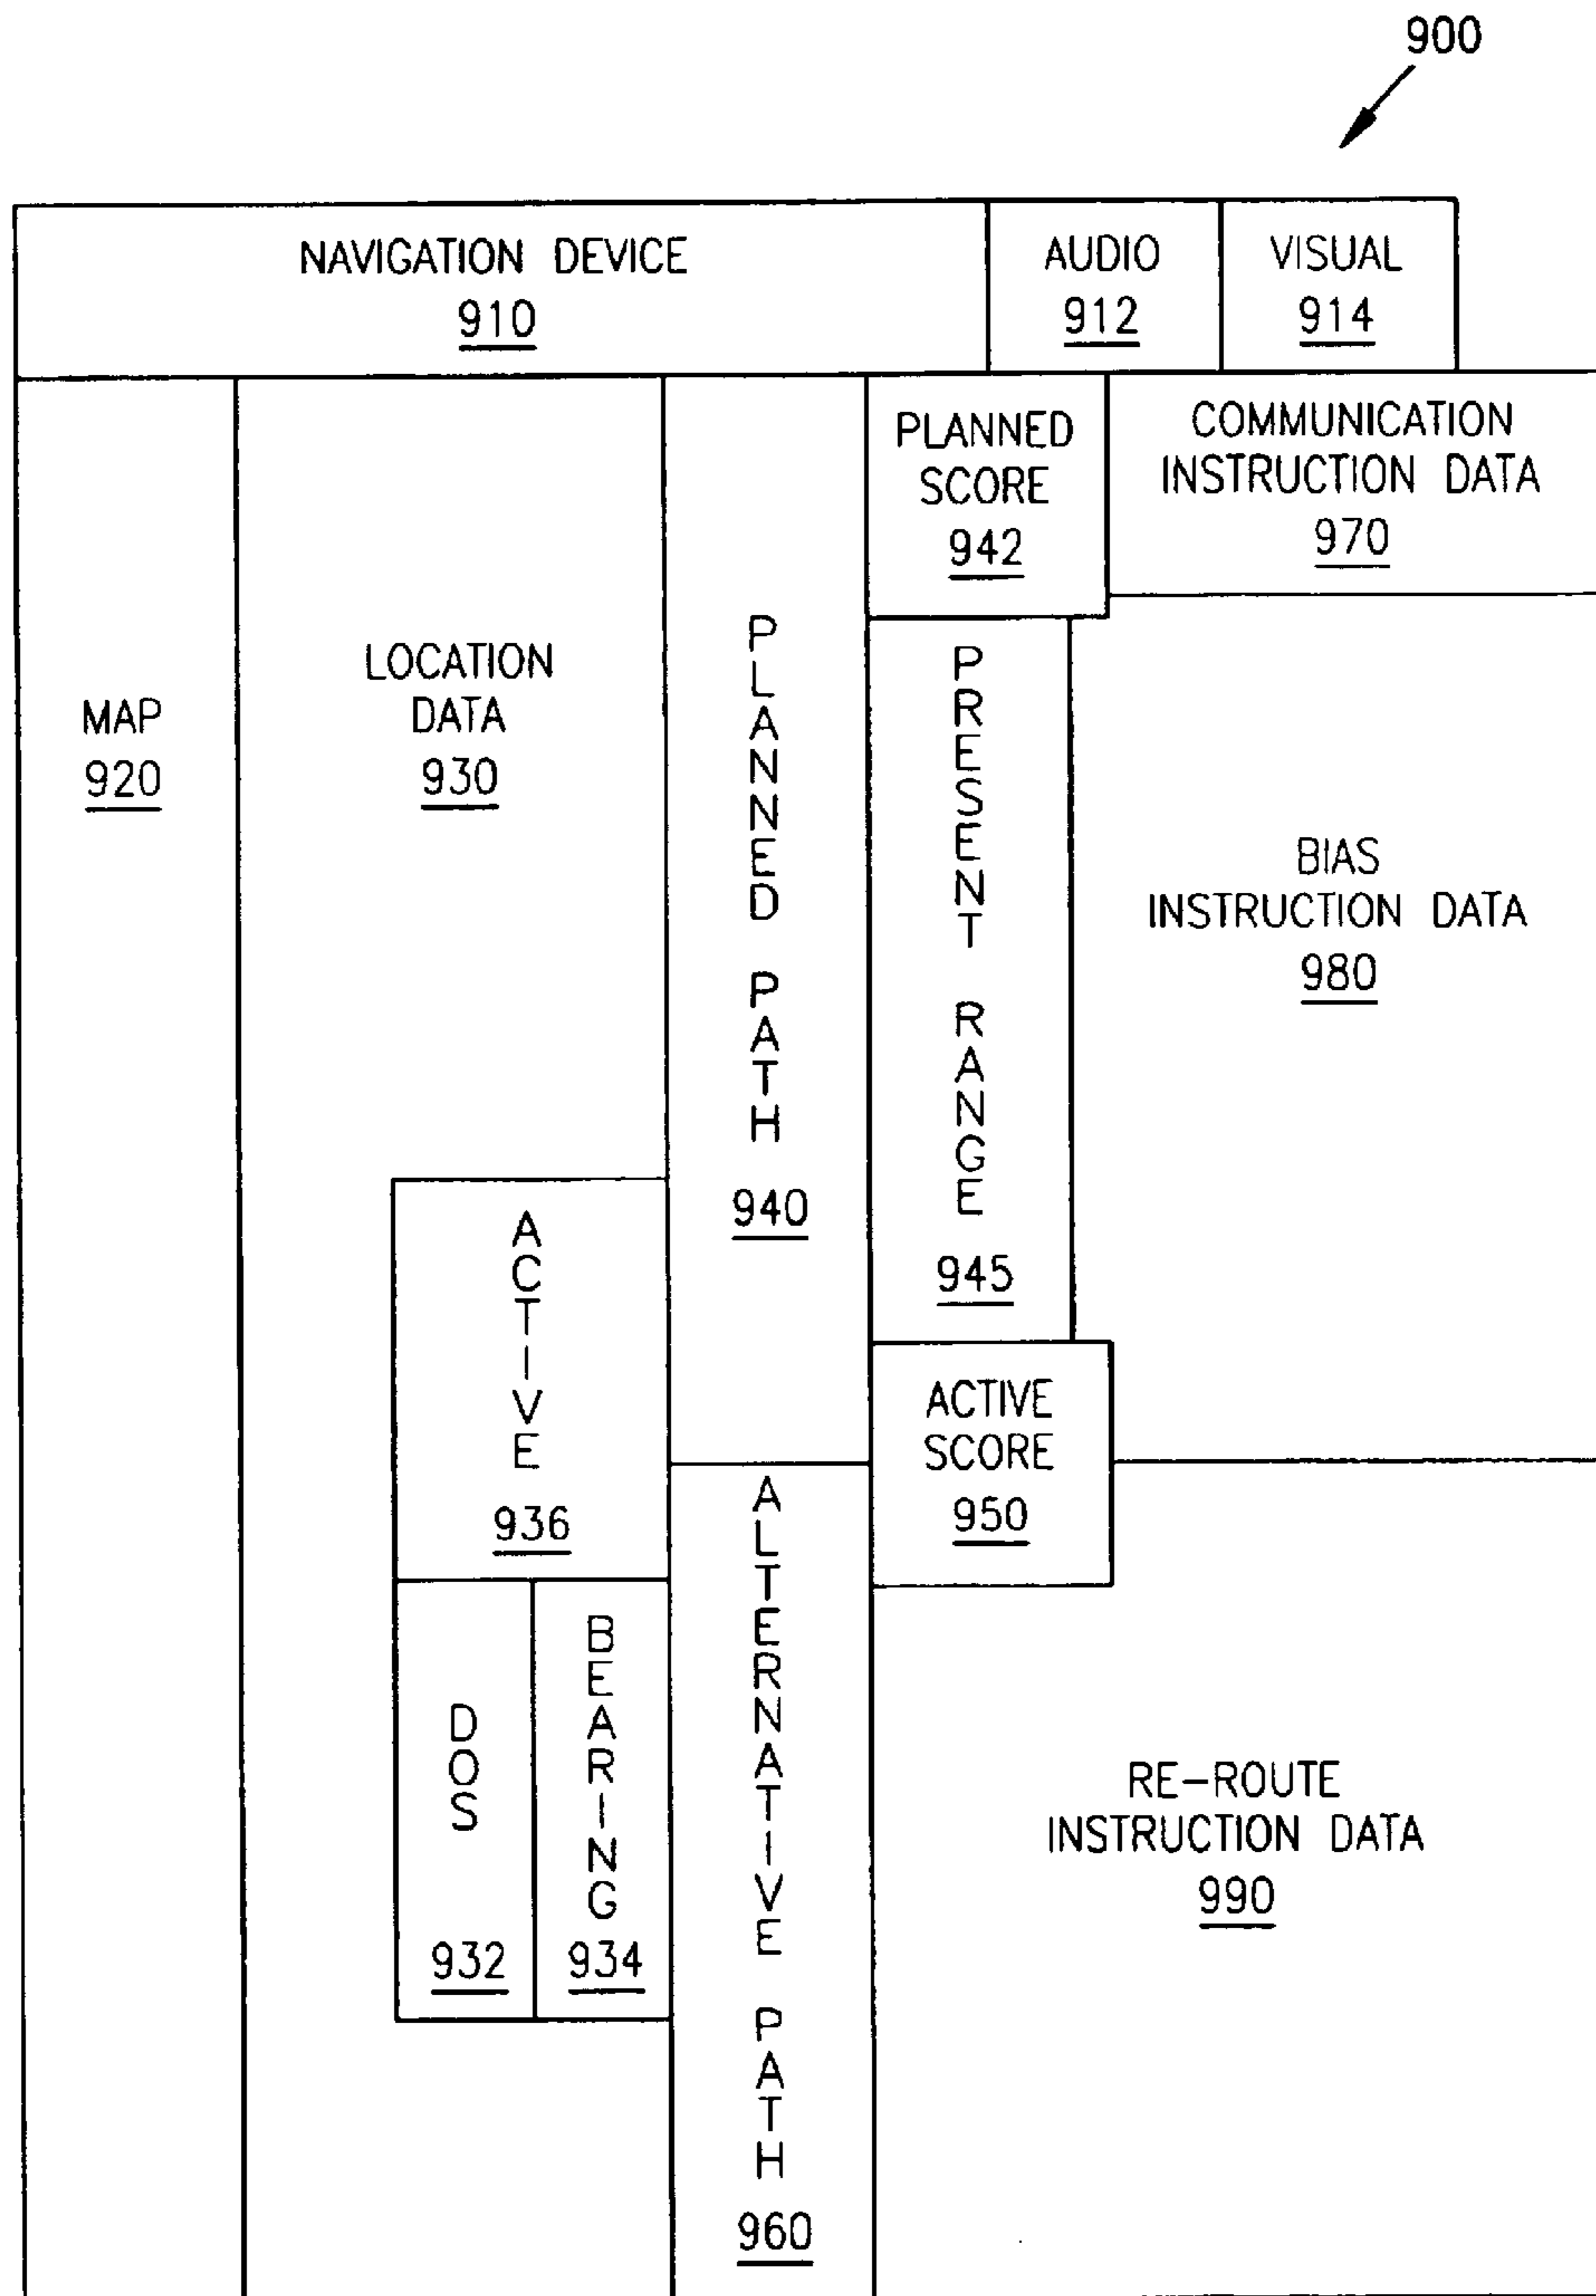 900
NAVIGATION DEVICE
910
AUDIO
912
VISUAL
914
MAP
920
LOCATION
DATA
930
ACTIVE
936
DOS
932
BEARING
934
PLANNED PATH
940
ALTERNATIVE PATH
960
PLANNED
SCORE
942
PRESENT RANGE
945
ACTIVE
SCORE
950
COMMUNICATION
INSTRUCTION DATA
970
BIAS
INSTRUCTION DATA
980
RE-ROUTE
INSTRUCTION DATA
990